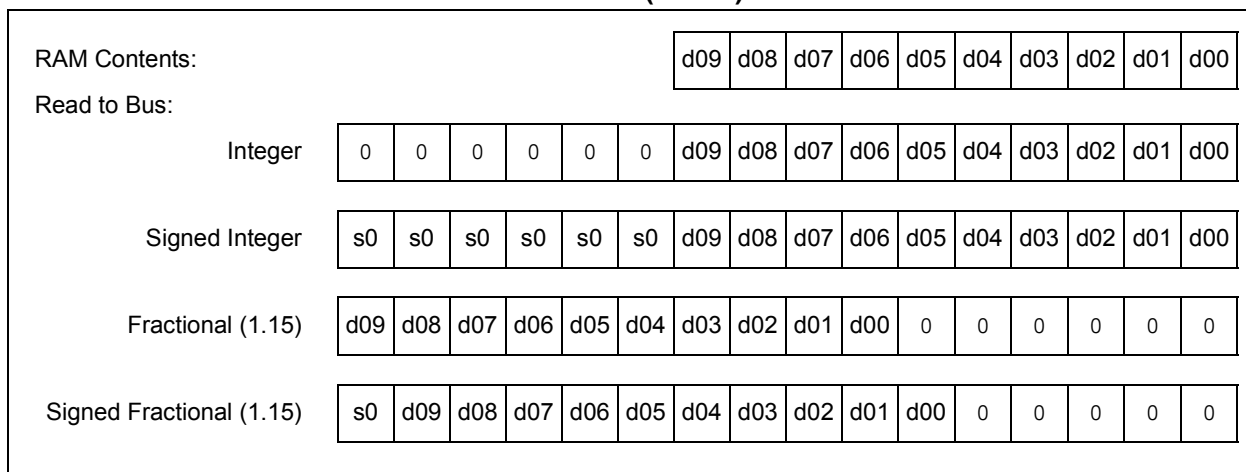 RAM Contents: d09 d08 d07 d06 d05 d04 d03 d02 d01 d00
Read to Bus:
Integer 0 0 0 0 0 0 d09 d08 d07 d06 d05 d04 d03 d02 d01 d00
Signed Integer s0 s0 s0 s0 s0 s0 d09 d08 d07 d06 d05 d04 d03 d02 d01 d00
Fractional (1.15) d09 d08 d07 d06 d05 d04 d03 d02 d01 d00 0 0 0 0 0 0
Signed Fractional (1.15) s0 d09 d08 d07 d06 d05 d04 d03 d02 d01 d00 0 0 0 0 0